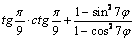 tg π/9 · ctg π/9 + (1 − sin² 7φ)/(1 − cos² 7φ)